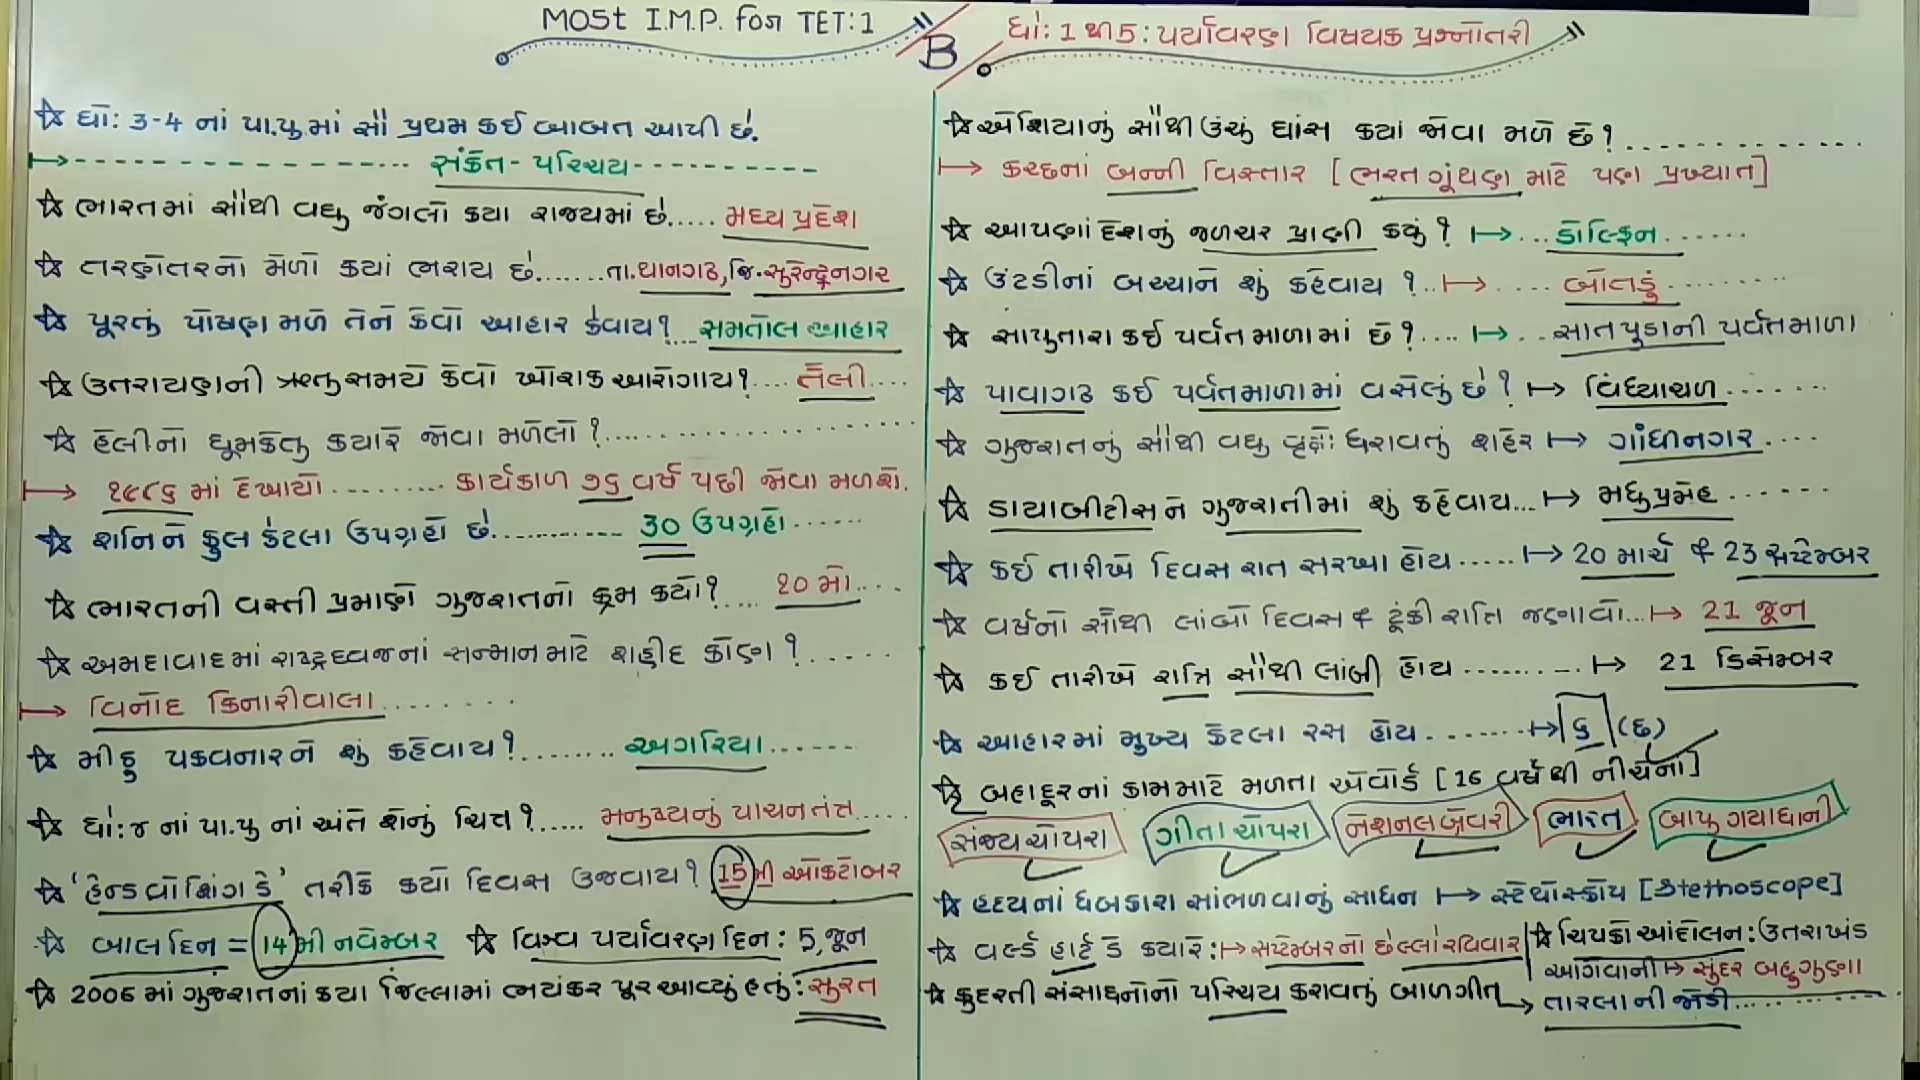 MOST I.M.P. for TET:1
B
ધો: 1 થી 5: પર્યાવરણ વિષયક પ્રશ્નોતરી
ધો: 3-4 નાં પા.પુ માં સૌ પ્રથમ કઈ બાબત આપી છે.
સંકેત - પરિચય
ભારતમાં સૌથી વધુ જંગલો કયા રાજ્યમાં છે..... મધ્ય પ્રદેશ
તરણેતરનો મેળો કયાં ભરાય છે....... તા.થાનગઢ, જિ.સુરેન્દ્રનગર
પૂરતું પોષણ મળે તેને કેવો આહાર કેવાય?... સમતોલ આહાર
ઉતરાયણની ઋતુ સમયે કેવો ખોરાક આરોગાય?.... તેલી....
હેલીનો ધૂમકેતુ કયારે જોવા મળેલો?....
૧૯૮૬ માં દેખાયો.......... કાર્યકાળ ૭૬ વર્ષ પછી જોવા મળશે.
શનિને કુલ કેટલા ઉપગ્રહો છે............. 30 ઉપગ્રહો......
ભારતની વસ્તી પ્રમાણે ગુજરાતનો ક્રમ કયો?.... ૧૦ મો....
અમદાવાદમાં રાષ્ટ્રધ્વજનાં સન્માન માટે શહીદ કોણ?......
વિનોદ કિનારીવાલા........
મીઠુ પકવનારને શું કહેવાય?........ અગરિયા......
ધો:૪ નાં પા.પુ નાં અંતે શેનું ચિત્ર?..... મનુષ્યનું પાચનતંત્ર....
'હેન્ડ વોશિંગ ડે' તરીકે કયો દિવસ ઉજવાય? 15મી ઓકટોબર
બાલદિન = 14મી નવેમ્બર ☆ વિશ્વ પર્યાવરણ દિન: 5, જૂન
2006 માં ગુજરાતનાં કયા જિલ્લામાં ભયંકર પૂર આવ્યું હતું: સુરત
એશિયાનું સૌથી ઉંચું ઘાંસ કયાં જોવા મળે છે?.............
કચ્છનાં બન્ની વિસ્તાર [ભરત ગૂંથણ માટે પણ પ્રખ્યાત]
આપણાં દેશનું જળચર પ્રાણી કયું? ↦... ડોલ્ફિન......
ઉંટડીનાં બચ્ચાને શું કહેવાય?..↦..... બોતડું........
સાપુતારા કઈ પર્વતમાળામાં છે?.... ↦.. સાતપુડાની પર્વતમાળા
પાવાગઢ કઈ પર્વતમાળામાં વસેલું છે? ↦ વિંધ્યાચળ.......
ગુજરાતનું સૌથી વધુ વૃક્ષો ધરાવતું શહેર ↦ ગાંધીનગર....
ડાયાબીટીસને ગુજરાતીમાં શું કહેવાય... ↦ મધુપ્રમેહ......
કઈ તારીખે દિવસ રાત સરખા હોય...... ↦ 20 માર્ચ & 23 સપ્ટેમ્બર
વર્ષનો સૌથી લાંબો દિવસ & ટૂંકી રાત્રિ જણાવો...↦ 21 જૂન
કઈ તારીખે રાત્રિ સૌથી લાંબી હોય.......... ↦ 21 ડિસેમ્બર
આહારમાં મુખ્ય કેટલા રસ હોય.........↦ ૬ (છ)
બહાદૂરનાં કામ માટે મળતા એવોર્ડ [16 વર્ષ થી નીચેના]
સંજય ચોપરા ગીતા ચોપરા નેશનલ બ્રેવરી ભારત બાપુ ગયાધાની
હ્રદયનાં ધબકારા સાંભળવાનું સાધન ↦ સ્ટેથોસ્કોપ [Stethoscope]
વર્લ્ડ હાર્ટ ડે કયારે: ↦ સપ્ટેમ્બરનો છેલ્લો રવિવાર
☆ ચિપકો આંદોલન: ઉતરાખંડ
આગેવાની ↦ સુંદર બહુગુણા
કુદરતી સંસાધનોનો પરિચય કરાવતું બાળગીત → તારલાની જોડી....